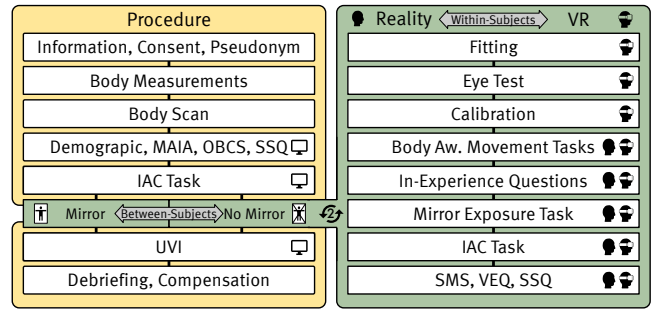 Procedure
Information, Consent, Pseudonym
Body Measurements
Body Scan
Demograpic, MAIA, OBCS, SSQ
IAC Task
Mirror Between-Subjects No Mirror 2
UVI
Debriefing, Compensation
Reality Within-Subjects VR
Fitting
Eye Test
Calibration
Body Aw. Movement Tasks
In-Experience Questions
Mirror Exposure Task
IAC Task
SMS, VEQ, SSQ